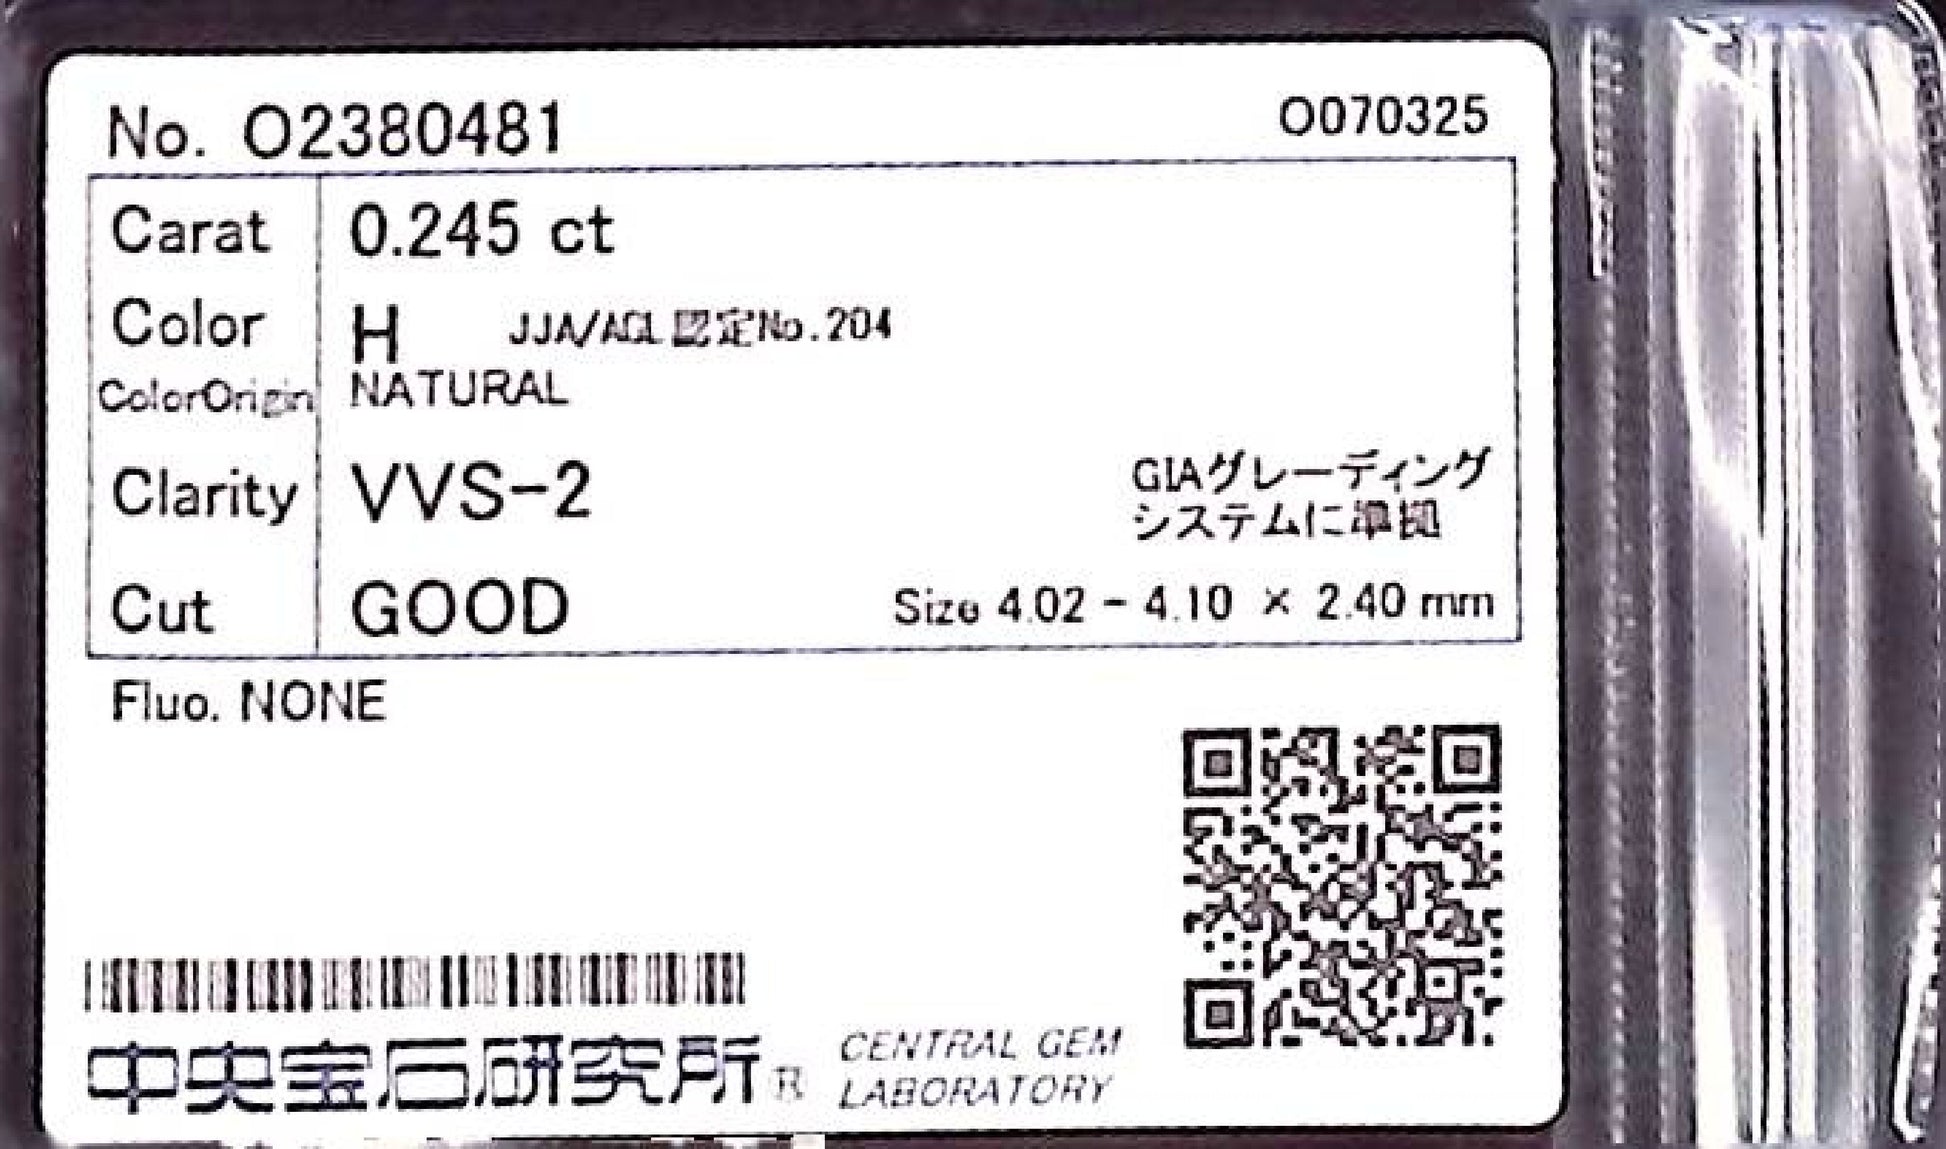 No. O2380481 O070325
Carat 0.245 ct
Color H JJA/AGL認定No.204
ColorOrigin NATURAL
Clarity VVS-2 GIAグレーディング
システムに準拠
Cut GOOD Size 4.02 - 4.10 × 2.40 mm
Fluo. NONE
中央宝石研究所® CENTRAL GEM
LABORATORY